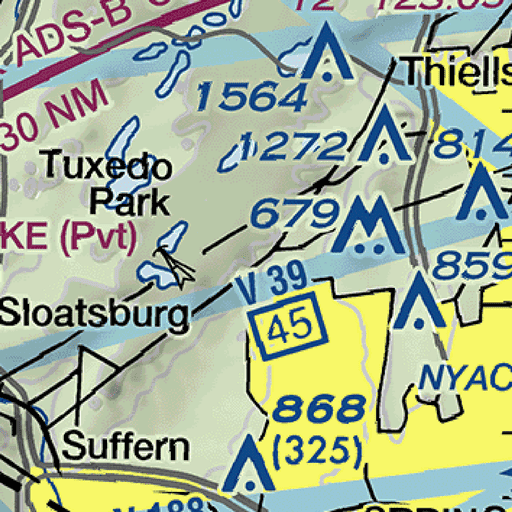 ADS-B
30 NM
Thiells
1564
1272
814
Tuxedo
Park
679
KE (Pvt)
859
V 39
Sloatsburg
45
NYAC
868
(325)
Suffern